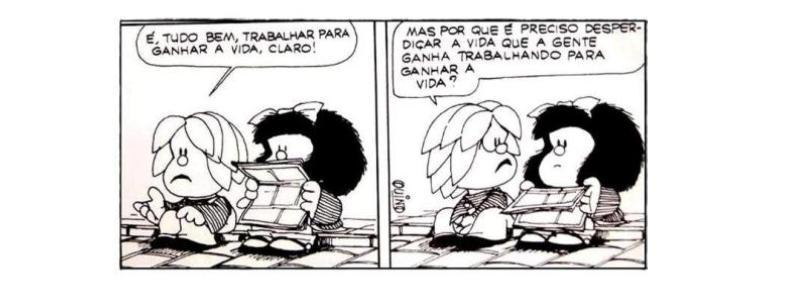 É, TUDO BEM, TRABALHAR PARA
GANHAR A VIDA, CLARO!
MAS POR QUE É PRECISO DESPER-
DIÇAR A VIDA QUE A GENTE
GANHA TRABALHANDO PARA
GANHAR A
VIDA?
QUINO